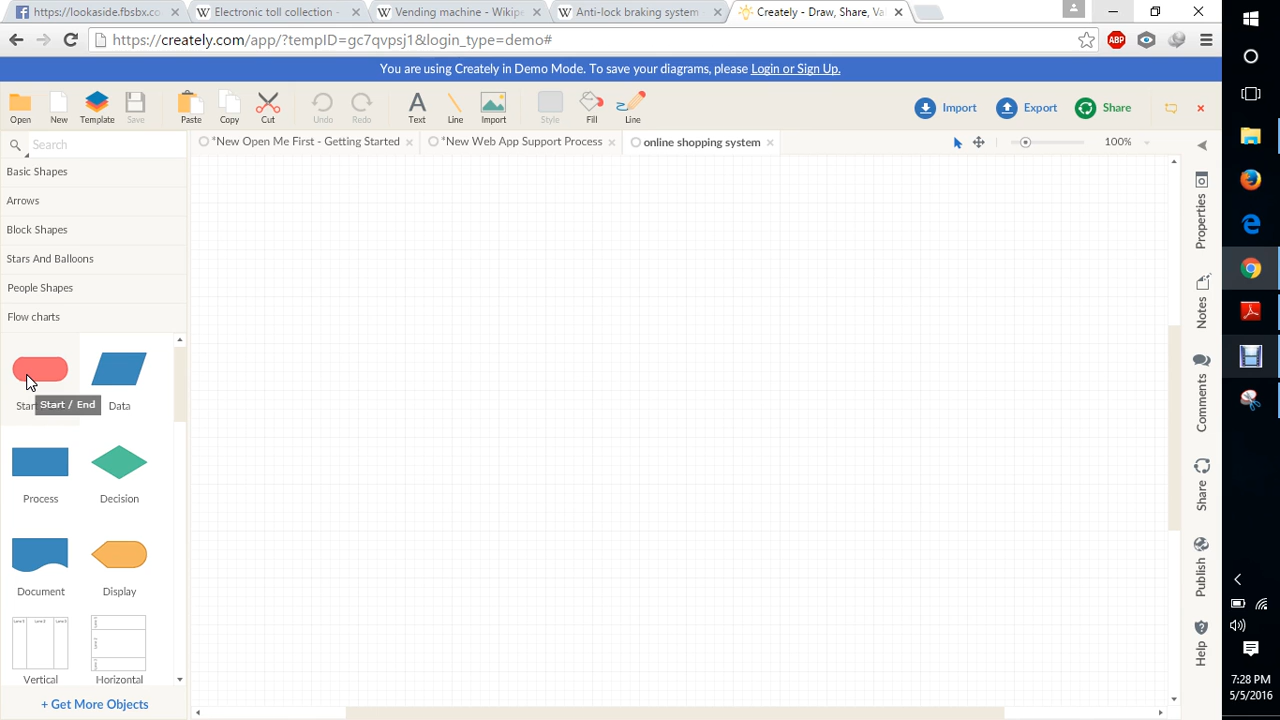 https://lookaside.fbsbx.co
Electronic toll collection -
Vending machine - Wikipe
Anti-lock braking system
Creately - Draw, Share, Va
https://creately.com/app/?tempID=gc7qvpsj1&login_type=demo#
ABP
You are using Creately in Demo Mode. To save your diagrams, please Login or Sign Up.
Open
New
Template
Save
Paste
Copy
Cut
Undo
Redo
Text
Line
Import
Style
Fill
Line
Import
Export
Share
Search
*New Open Me First - Getting Started
*New Web App Support Process
online shopping system
100%
Basic Shapes
Arrows
Block Shapes
Stars And Balloons
People Shapes
Flow charts
Start / End
Data
Process
Decision
Document
Display
Vertical
Horizontal
+ Get More Objects
Properties
Notes
Comments
Share
Publish
Help
7:28 PM
5/5/2016